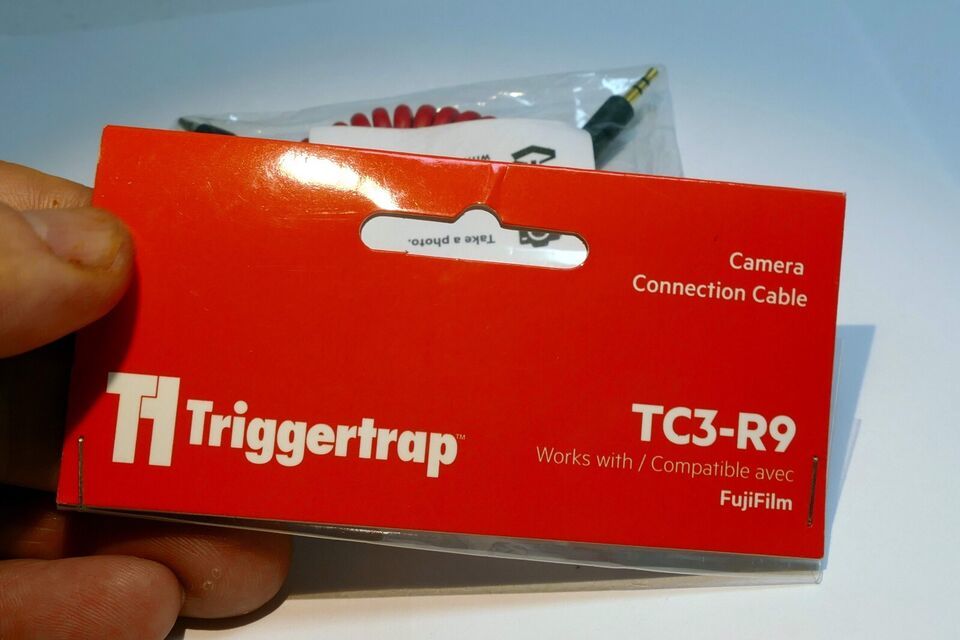 Take a photo.
Camera
Connection Cable
Triggertrap™
TC3-R9
Works with / Compatible avec
FujiFilm